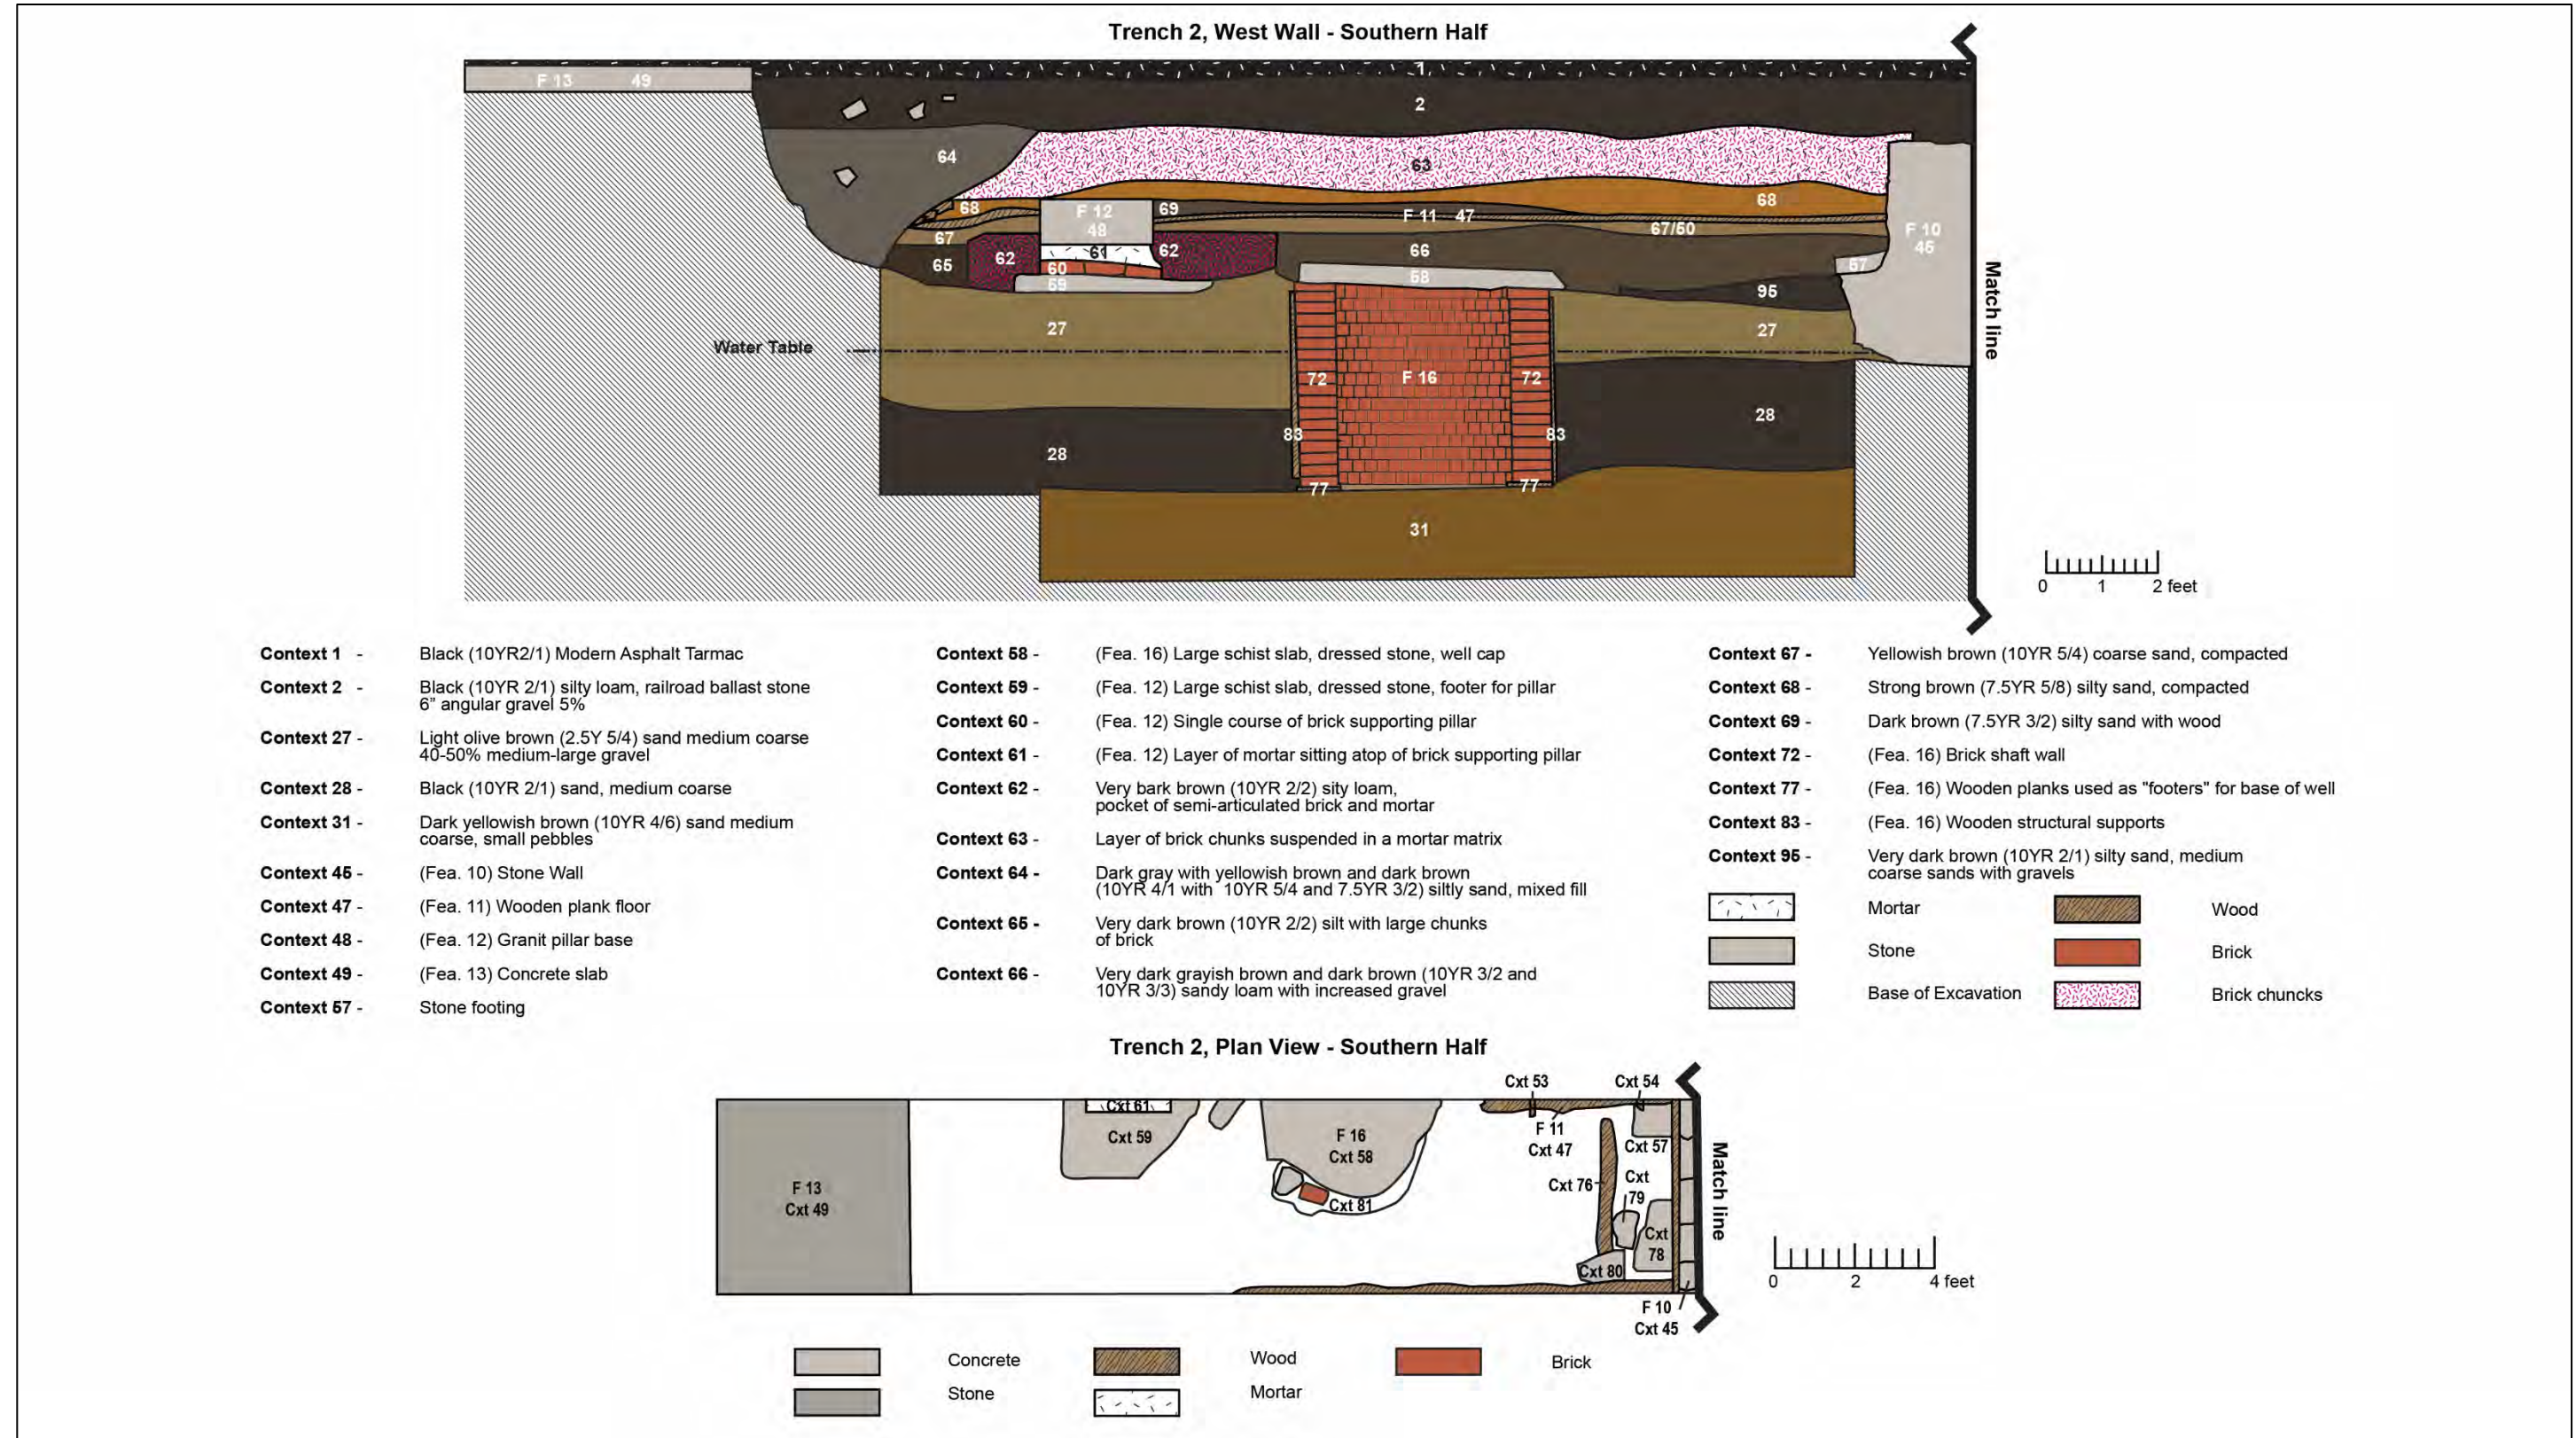 Trench 2, West Wall - Southern Half
1
F 13 49
2
64
63
68
F 12
48
69
F 11 47
68
67/50
67
66
F 10
45
65
62
61
62
57
60
59
58
95
27
27
Water Table
72
F 16
72
28
83
83
28
77
77
31
Match line
0 1 2 feet
Context 1 - Black (10YR2/1) Modern Asphalt Tarmac
Context 2 - Black (10YR 2/1) silty loam, railroad ballast stone
6" angular gravel 5%
Context 27 - Light olive brown (2.5Y 5/4) sand medium coarse
40-50% medium-large gravel
Context 28 - Black (10YR 2/1) sand, medium coarse
Context 31 - Dark yellowish brown (10YR 4/6) sand medium
coarse, small pebbles
Context 45 - (Fea. 10) Stone Wall
Context 47 - (Fea. 11) Wooden plank floor
Context 48 - (Fea. 12) Granit pillar base
Context 49 - (Fea. 13) Concrete slab
Context 57 - Stone footing
Context 58 - (Fea. 16) Large schist slab, dressed stone, well cap
Context 59 - (Fea. 12) Large schist slab, dressed stone, footer for pillar
Context 60 - (Fea. 12) Single course of brick supporting pillar
Context 61 - (Fea. 12) Layer of mortar sitting atop of brick supporting pillar
Context 62 - Very bark brown (10YR 2/2) sity loam,
pocket of semi-articulated brick and mortar
Context 63 - Layer of brick chunks suspended in a mortar matrix
Context 64 - Dark gray with yellowish brown and dark brown
(10YR 4/1 with 10YR 5/4 and 7.5YR 3/2) siltly sand, mixed fill
Context 65 - Very dark brown (10YR 2/2) silt with large chunks
of brick
Context 66 - Very dark grayish brown and dark brown (10YR 3/2 and
10YR 3/3) sandy loam with increased gravel
Context 67 - Yellowish brown (10YR 5/4) coarse sand, compacted
Context 68 - Strong brown (7.5YR 5/8) silty sand, compacted
Context 69 - Dark brown (7.5YR 3/2) silty sand with wood
Context 72 - (Fea. 16) Brick shaft wall
Context 77 - (Fea. 16) Wooden planks used as "footers" for base of well
Context 83 - (Fea. 16) Wooden structural supports
Context 95 - Very dark brown (10YR 2/1) silty sand, medium
coarse sands with gravels
Mortar Wood
Stone Brick
Base of Excavation Brick chuncks
Trench 2, Plan View - Southern Half
Cxt 53
Cxt 54
Cxt 61
Cxt 59
F 16
Cxt 58
F 11
Cxt 47
Cxt 57
Cxt 76
Cxt
79
F 13
Cxt 49
Cxt 81
Cxt
78
Cxt 80
F 10
Cxt 45
Match line
0 2 4 feet
Concrete Wood Brick
Stone Mortar